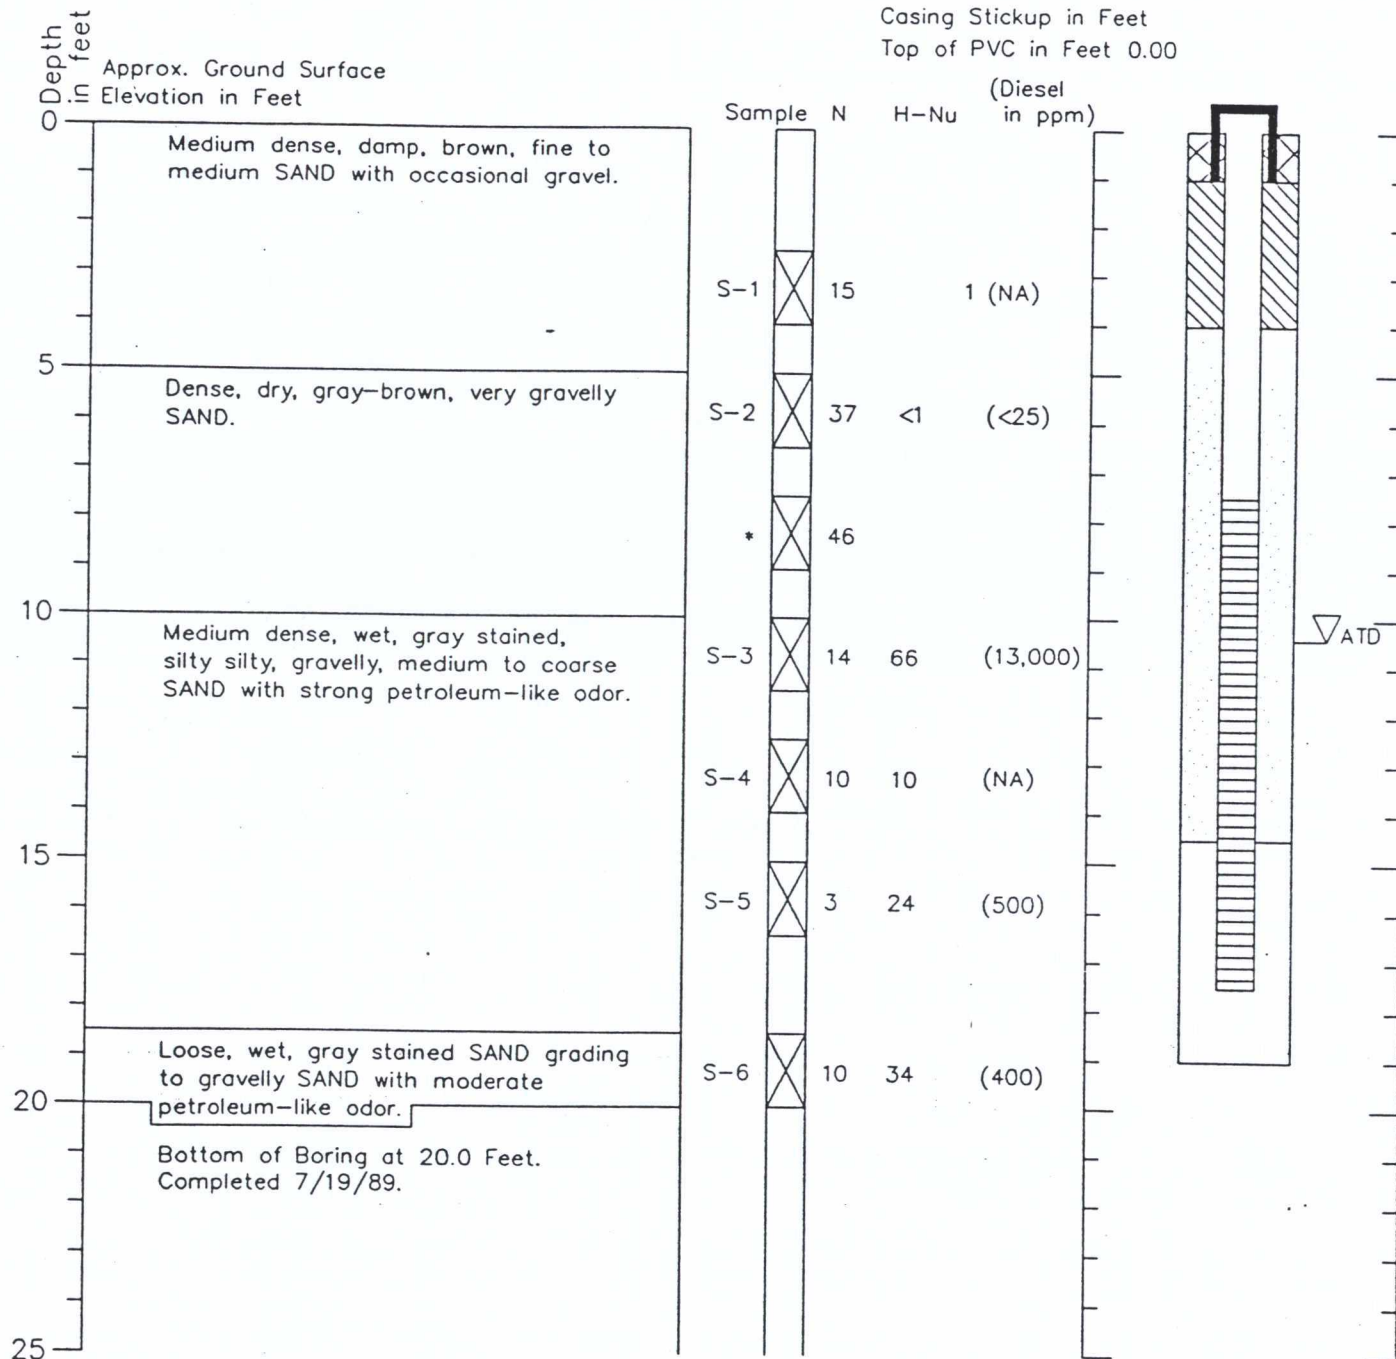 Casing Stickup in Feet
Top of PVC in Feet 0.00
Depth
in feet
Approx. Ground Surface
Elevation in Feet
Sample N H-Nu (Diesel
in ppm)
0
Medium dense, damp, brown, fine to
medium SAND with occasional gravel.
S-1 15 1 (NA)
5
Dense, dry, gray-brown, very gravelly
SAND.
S-2 37 <1 (<25)
* 46
10
Medium dense, wet, gray stained,
silty silty, gravelly, medium to coarse
SAND with strong petroleum-like odor.
S-3 14 66 (13,000)
ATD
S-4 10 10 (NA)
15
S-5 3 24 (500)
Loose, wet, gray stained SAND grading
to gravelly SAND with moderate
petroleum-like odor.
S-6 10 34 (400)
20
Bottom of Boring at 20.0 Feet.
Completed 7/19/89.
25